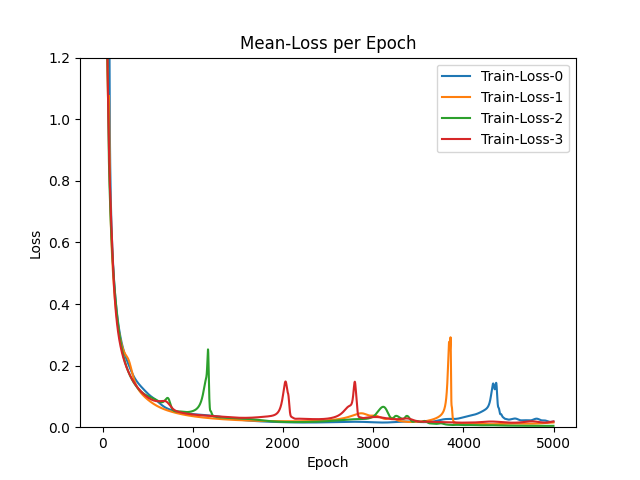 Mean-Loss per Epoch
1.2
1.0
0.8
0.6
0.4
0.2
0.0
Loss
Train-Loss-0
Train-Loss-1
Train-Loss-2
Train-Loss-3
0 1000 2000 3000 4000 5000
Epoch